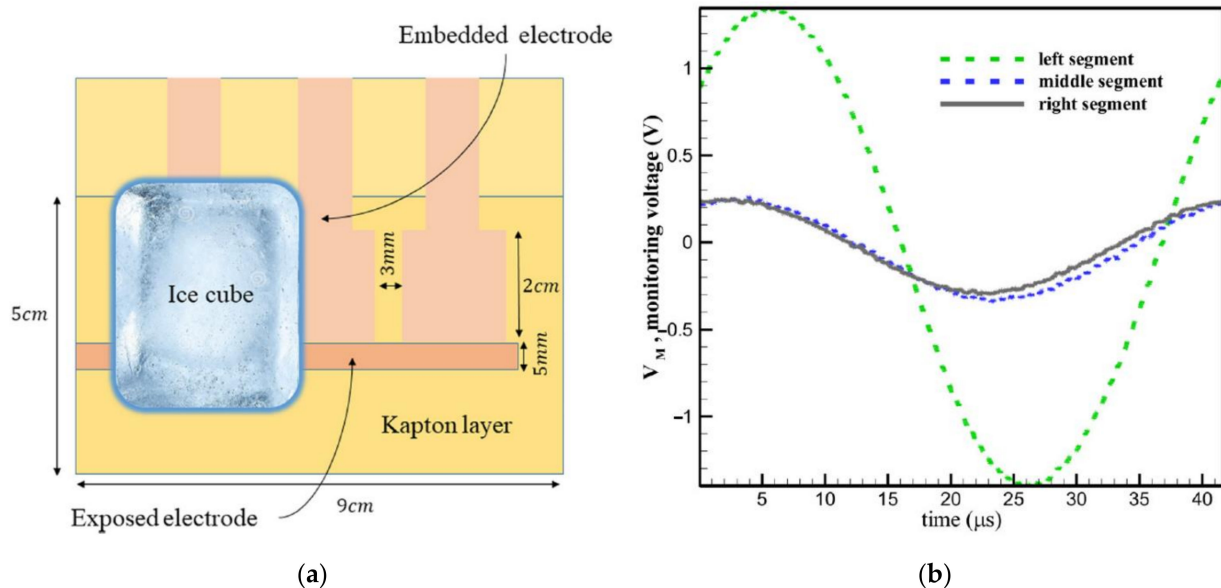 Embedded electrode
Ice cube
3mm
2cm
5cm
5mm
Kapton layer
Exposed electrode
9cm
(a)
V_M, monitoring voltage (V)
1
0.5
0
−0.5
−1
left segment
middle segment
right segment
5
10
15
20
25
30
35
40
time (μs)
(b)